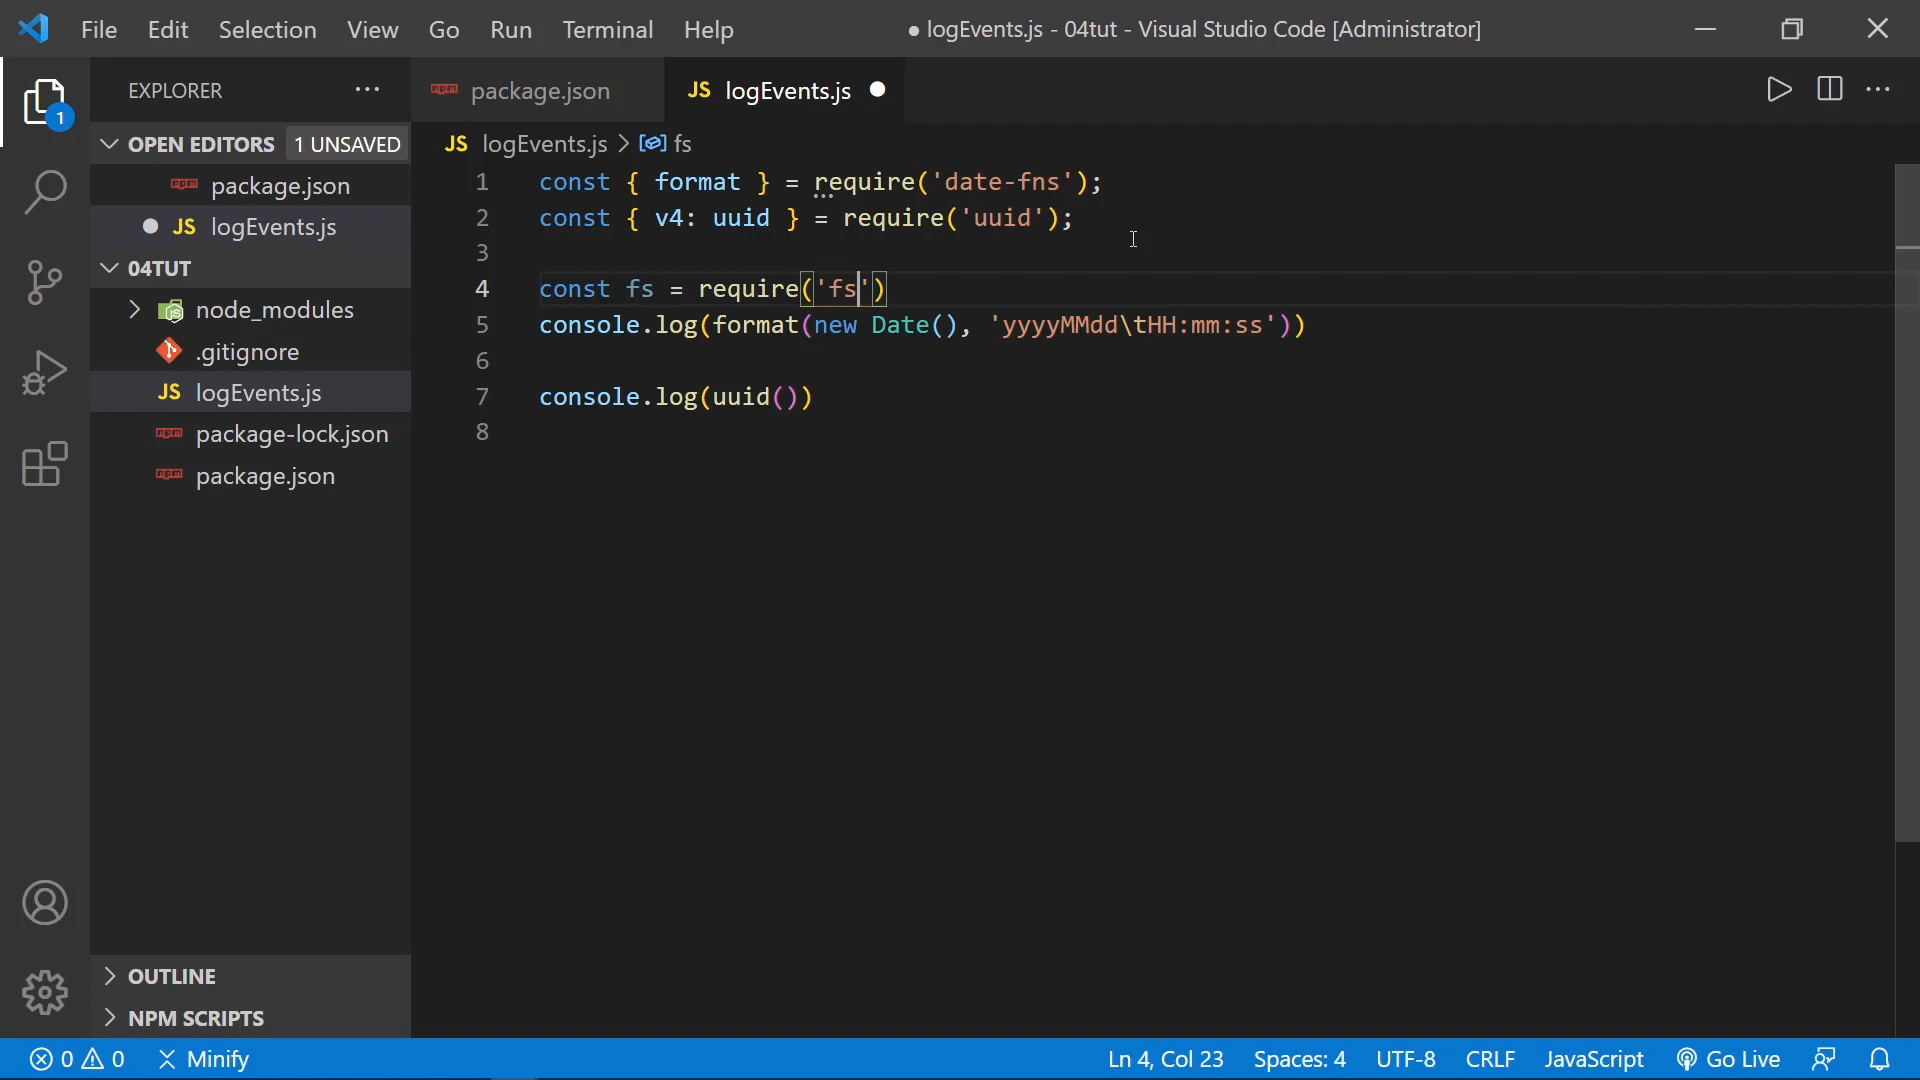 File Edit Selection View Go Run Terminal Help
● logEvents.js - 04tut - Visual Studio Code [Administrator]
1
EXPLORER
package.json
JS logEvents.js
OPEN EDITORS 1 UNSAVED
package.json
JS logEvents.js
04TUT
node_modules
.gitignore
JS logEvents.js
package-lock.json
package.json
OUTLINE
NPM SCRIPTS
JS logEvents.js > fs
1 const { format } = require('date-fns');
2 const { v4: uuid } = require('uuid');
3
4 const fs = require('fs')
5 console.log(format(new Date(), 'yyyyMMdd\tHH:mm:ss'))
6
7 console.log(uuid())
8
0 0 Minify
Ln 4, Col 23 Spaces: 4 UTF-8 CRLF JavaScript Go Live